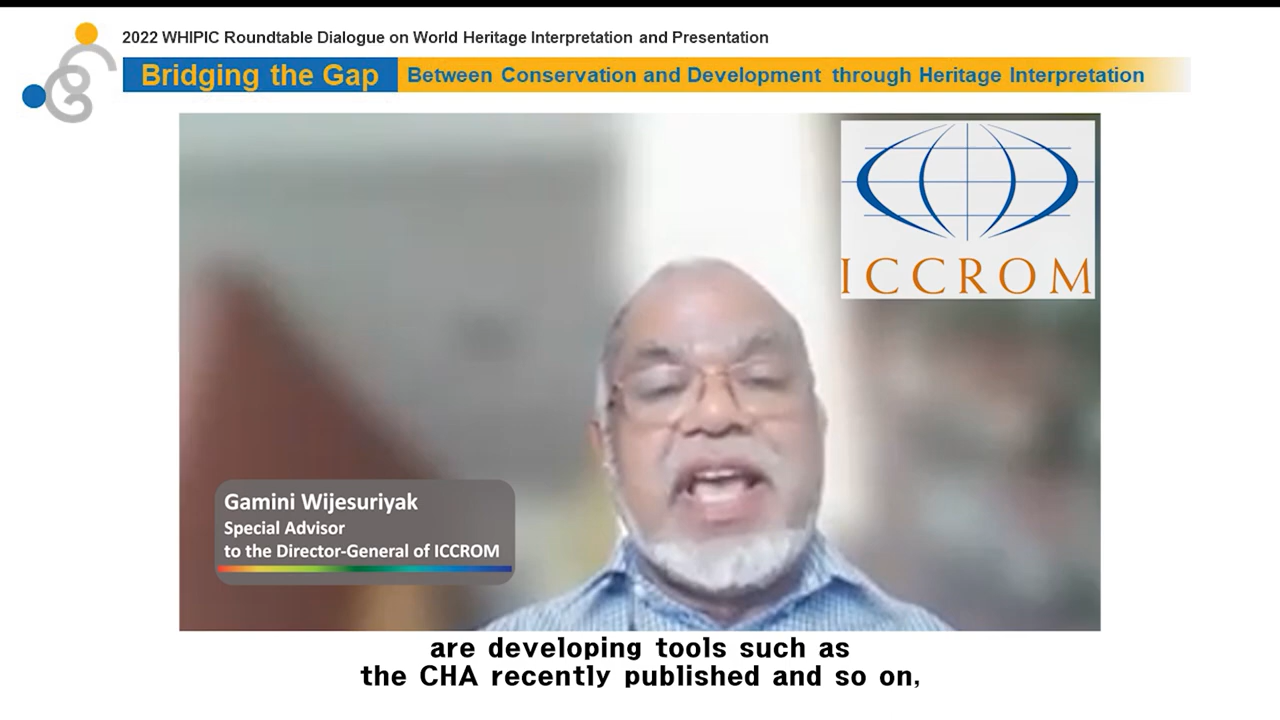 2022 WHIPIC Roundtable Dialogue on World Heritage Interpretation and Presentation
Bridging the Gap Between Conservation and Development through Heritage Interpretation
ICCROM
Gamini Wijesuriyak
Special Advisor
to the Director-General of ICCROM
are developing tools such as
the CHA recently published and so on,